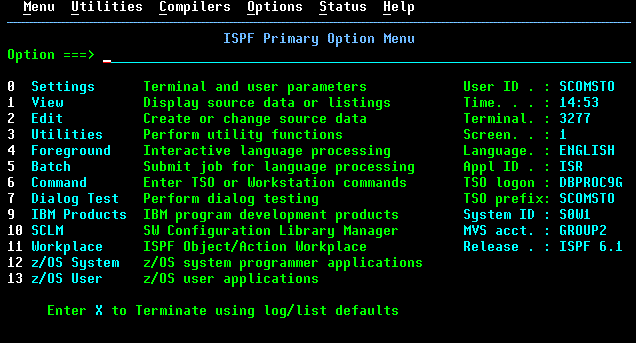 Menu Utilities Compilers Options Status Help
ISPF Primary Option Menu
Option ===>
0 Settings Terminal and user parameters User ID . : SCOMSTO
1 View Display source data or listings Time. . . : 14:53
2 Edit Create or change source data Terminal. : 3277
3 Utilities Perform utility functions Screen. . : 1
4 Foreground Interactive language processing Language. : ENGLISH
5 Batch Submit job for language processing Appl ID . : ISR
6 Command Enter TSO or Workstation commands TSO logon : DBPROC9G
7 Dialog Test Perform dialog testing TSO prefix: SCOMSTO
9 IBM Products IBM program development products System ID : S0W1
10 SCLM SW Configuration Library Manager MVS acct. : GROUP2
11 Workplace ISPF Object/Action Workplace Release . : ISPF 6.1
12 z/OS System z/OS system programmer applications
13 z/OS User z/OS user applications
Enter X to Terminate using log/list defaults